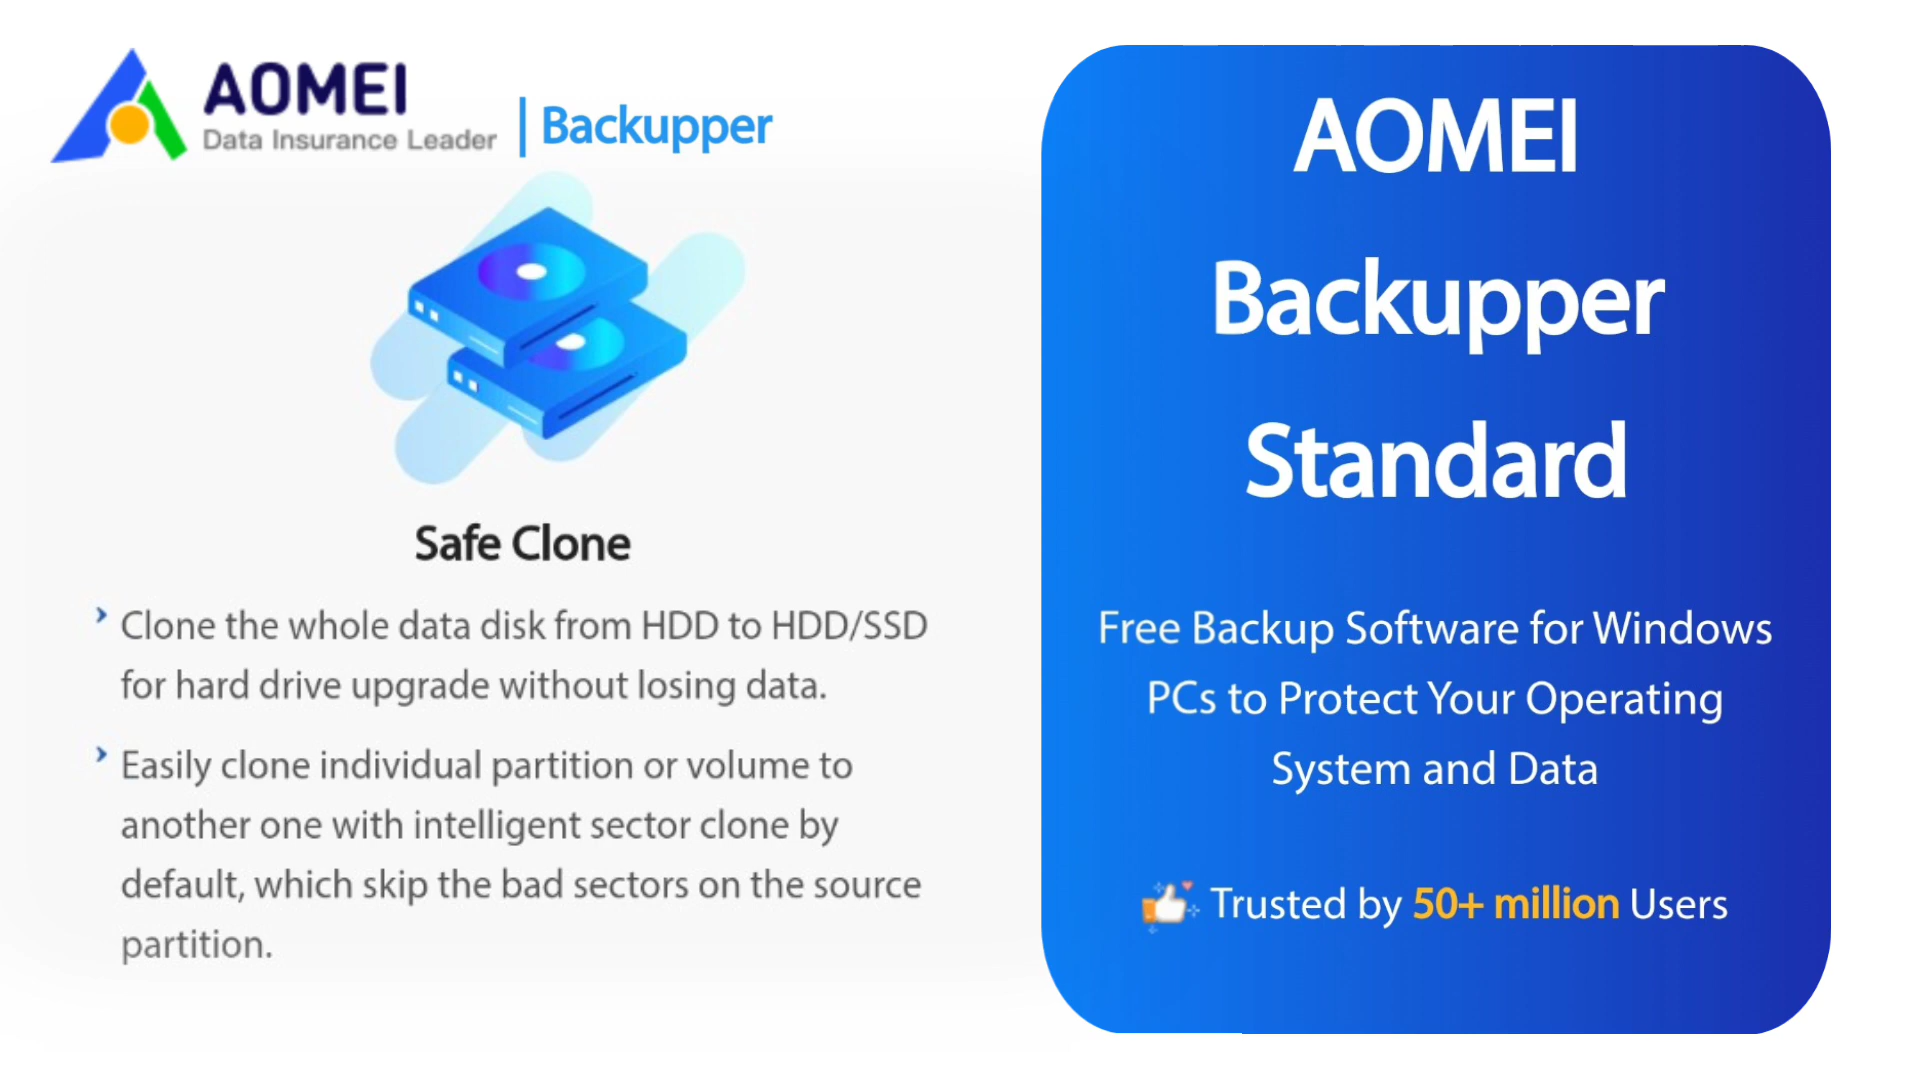 AOMEI
Data Insurance Leader
| Backupper
Safe Clone
Clone the whole data disk from HDD to HDD/SSD
for hard drive upgrade without losing data.
Easily clone individual partition or volume to
another one with intelligent sector clone by
default, which skip the bad sectors on the source
partition.
AOMEI
Backupper
Standard
Free Backup Software for Windows
PCs to Protect Your Operating
System and Data
Trusted by 50+ million Users